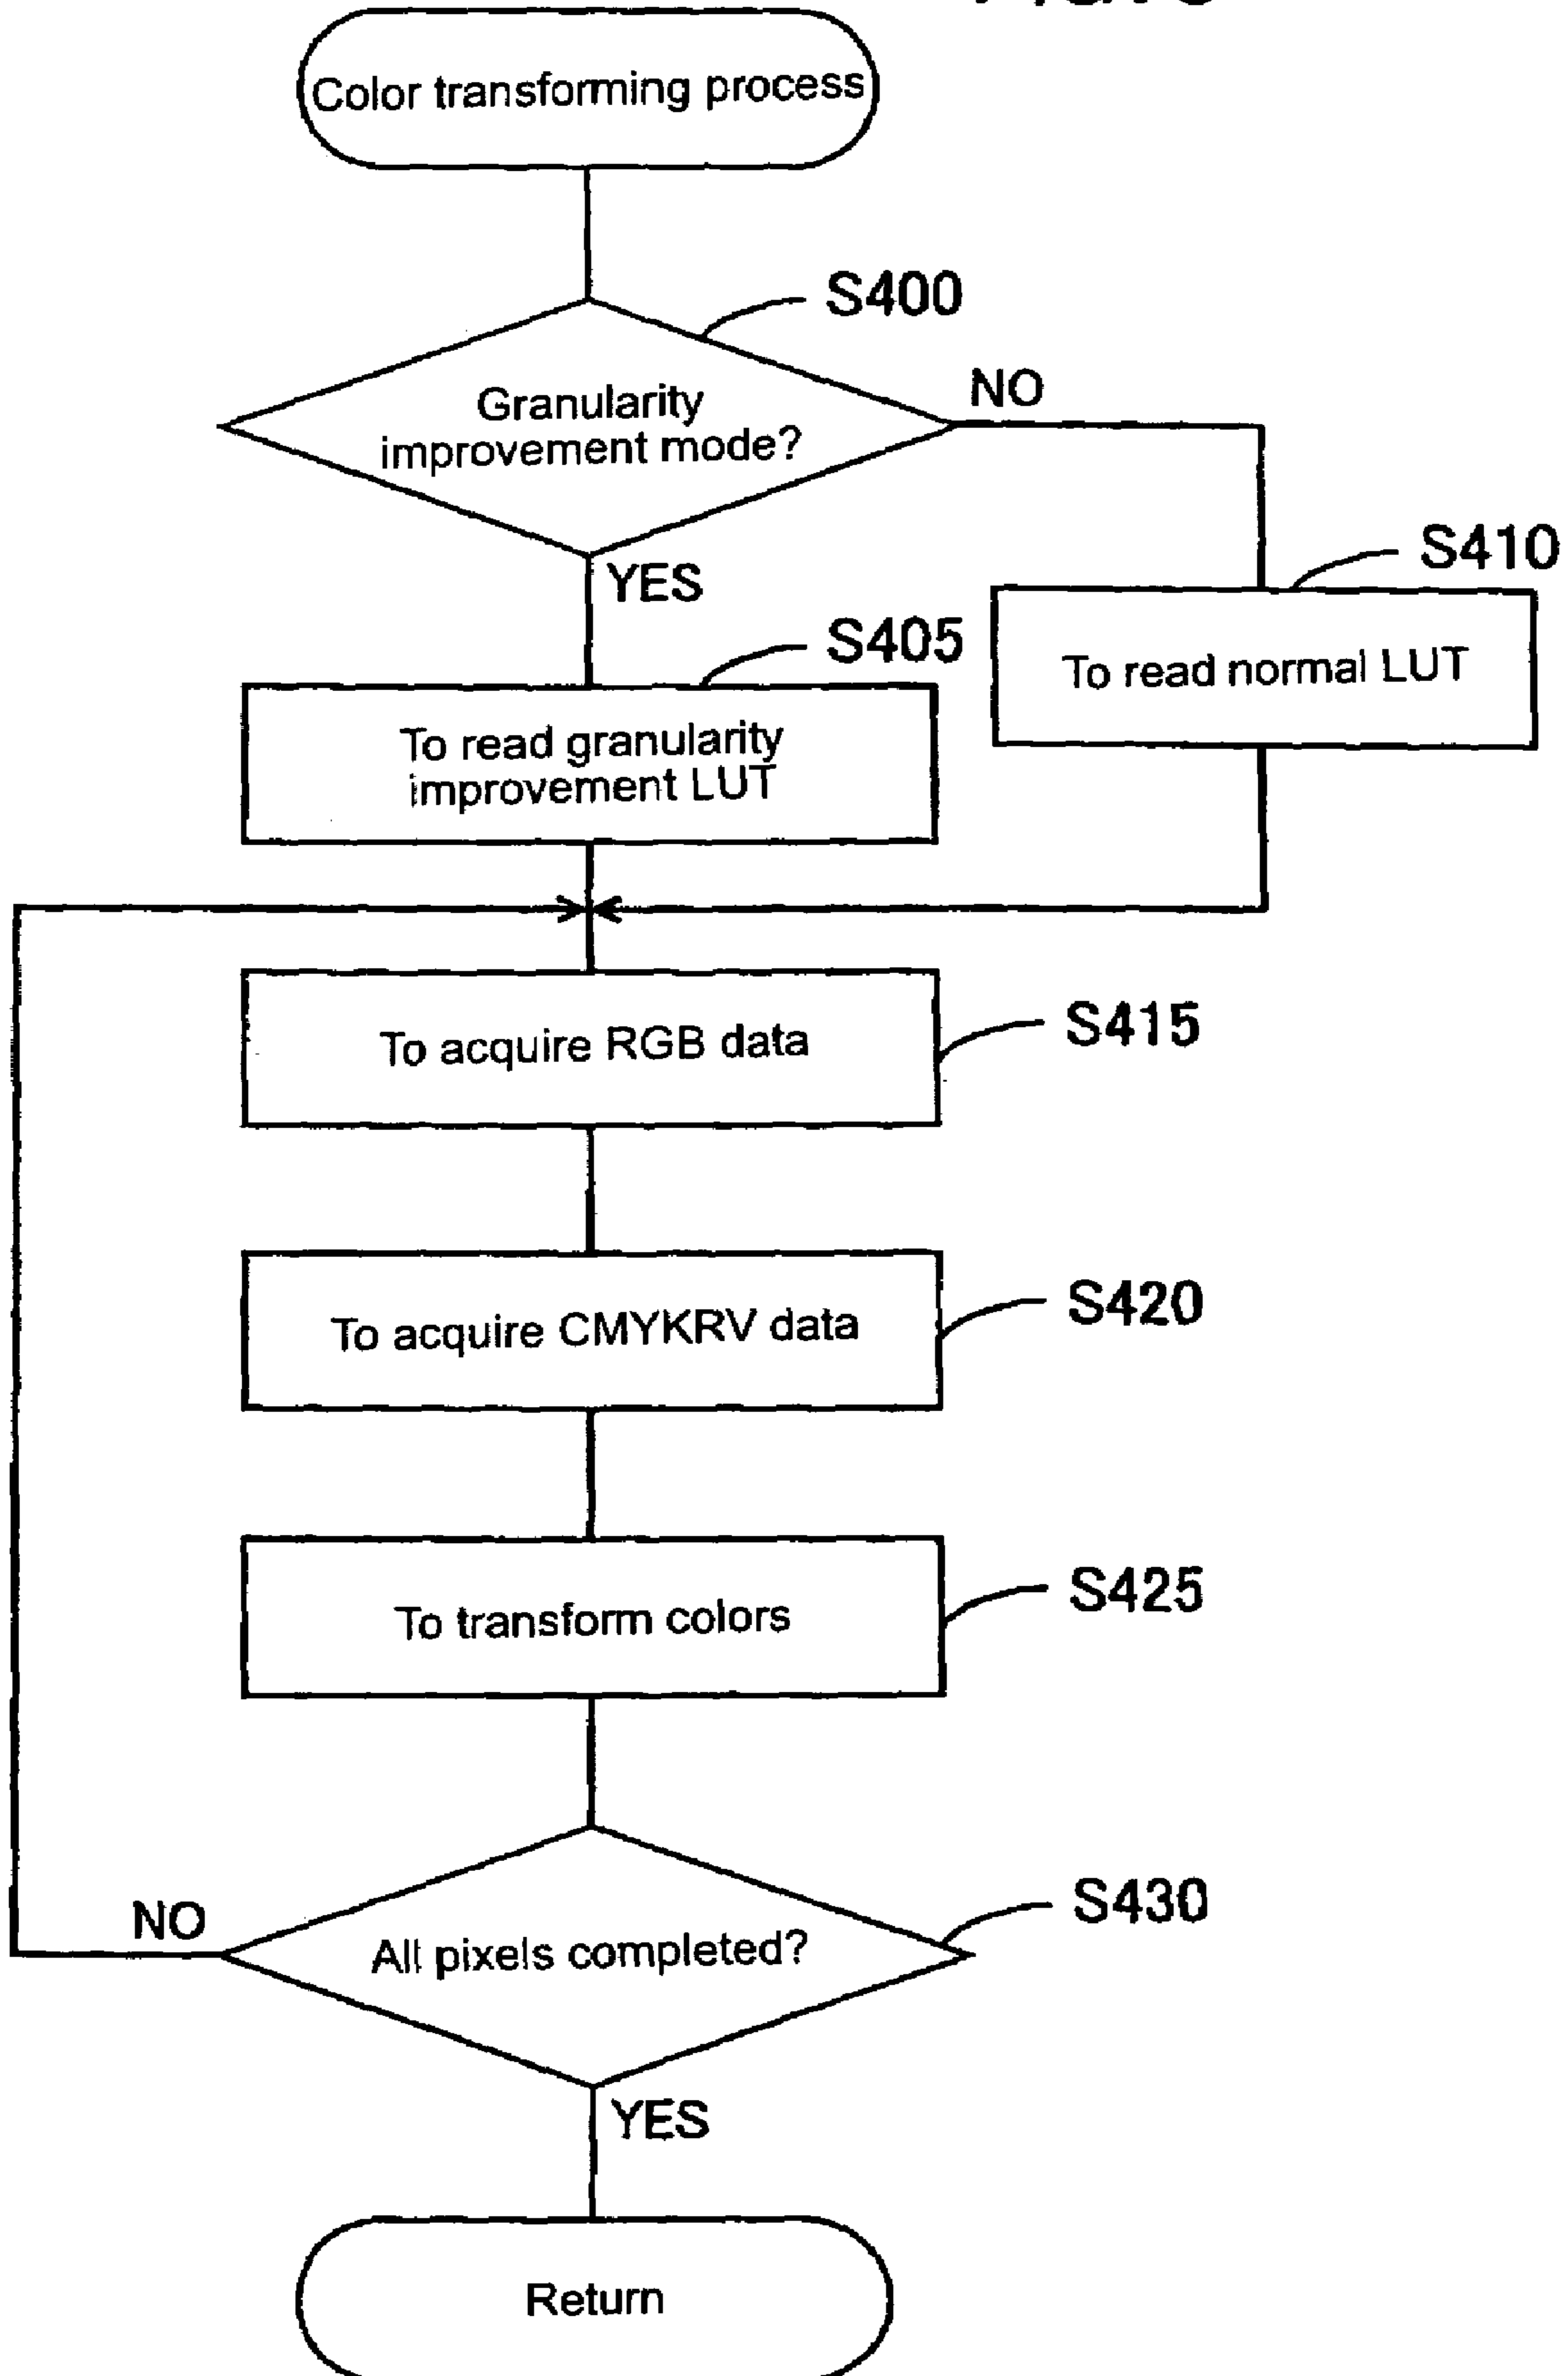 Color transforming process
S400
Granularity
improvement mode?
NO
YES
S410
To read normal LUT
S405
To read granularity
improvement LUT
To acquire RGB data
S415
To acquire CMYKRV data
S420
To transform colors
S425
All pixels completed?
S430
NO
YES
Return